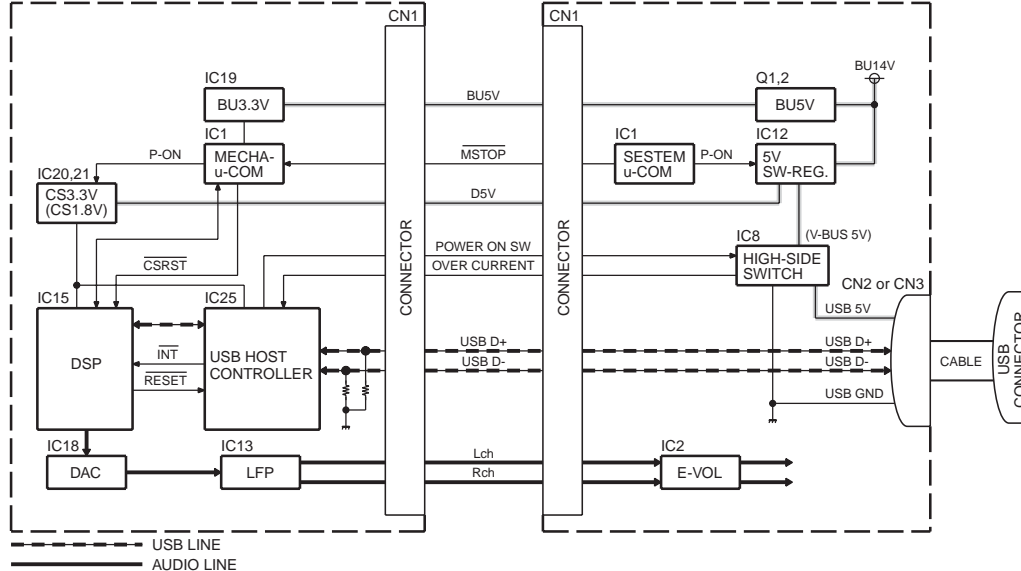 CN1
CN1
BU14V
IC19
Q1,2
BU3.3V
BU5V
BU5V
IC1
IC1
IC12
P-ON
MECHA-
u-COM
MSTOP
SESTEM
u-COM
P-ON
5V
SW-REG.
IC20,21
CS3.3V
(CS1.8V)
D5V
CONNECTOR
CONNECTOR
(V-BUS 5V)
IC8
POWER ON SW
HIGH-SIDE
SWITCH
CSRST
OVER CURRENT
CN2 or CN3
IC15
IC25
USB 5V
DSP
INT
USB HOST
CONTROLLER
RESET
USB D+
USB D+
USB D-
USB D-
CABLE
USB
CONNECTOR
USB GND
IC18
IC13
IC2
DAC
LFP
Lch
Rch
E-VOL
USB LINE
AUDIO LINE